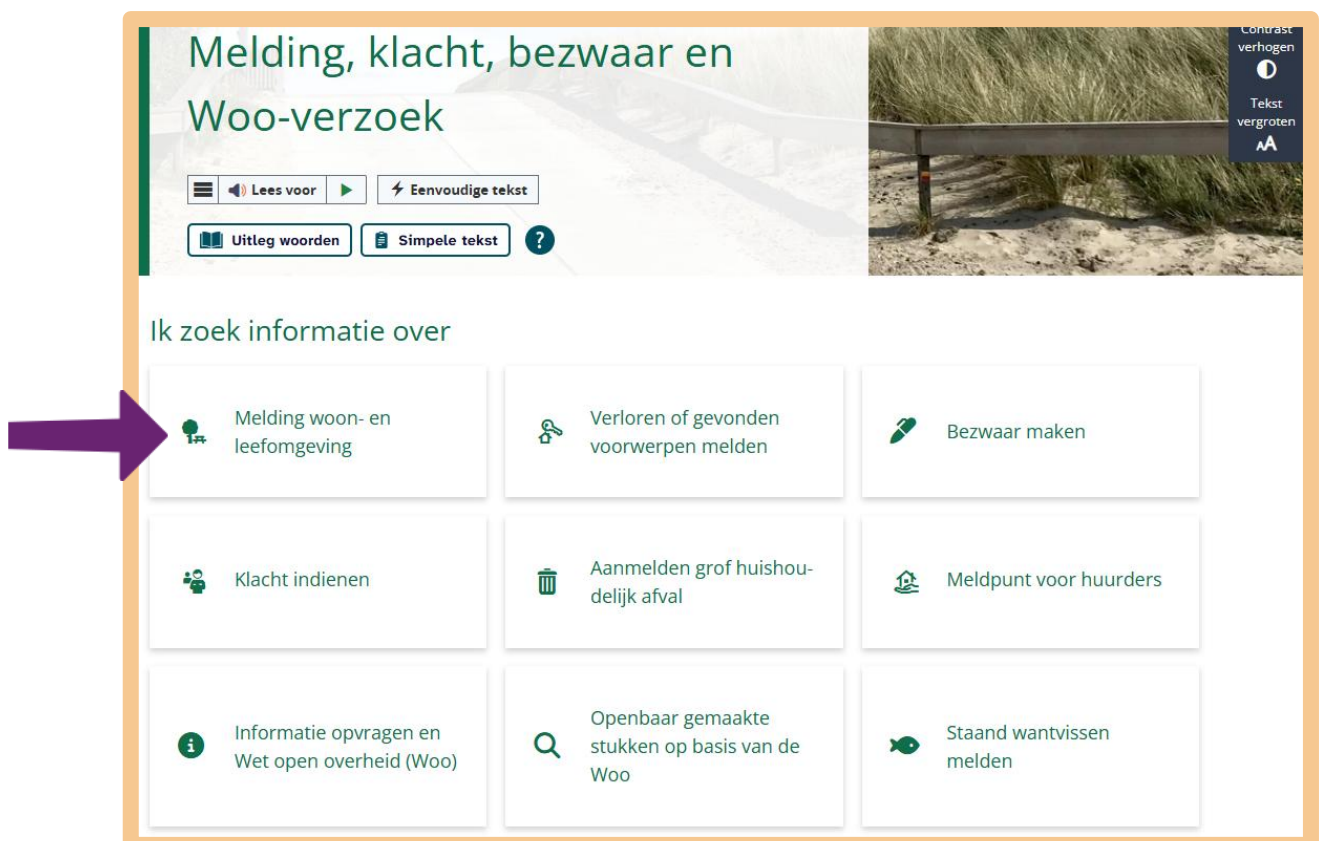 Melding, klacht, bezwaar en
Woo-verzoek
Contrast
verhogen
Tekst
vergroten
AA
Lees voor
Eenvoudige tekst
Uitleg woorden
Simpele tekst
?
Ik zoek informatie over
Melding woon- en
leefomgeving
Verloren of gevonden
voorwerpen melden
Bezwaar maken
Klacht indienen
Aanmelden grof huishou-
delijk afval
Meldpunt voor huurders
Informatie opvragen en
Wet open overheid (Woo)
Openbaar gemaakte
stukken op basis van de
Woo
Staand wantvissen
melden